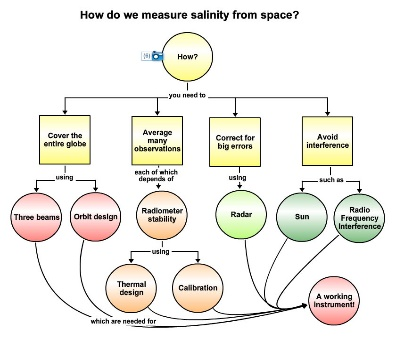 How do we measure salinity from space?
How?
you need to
Cover the
entire globe
Average
many
observations
Correct for
big errors
Avoid
interference
using
each of which
depends of
using
such as
Three beams
Orbit design
Radiometer
stability
Radar
Sun
Radio
Frequency
Interference
using
Thermal
design
Calibration
A working
instrument!
which are needed for